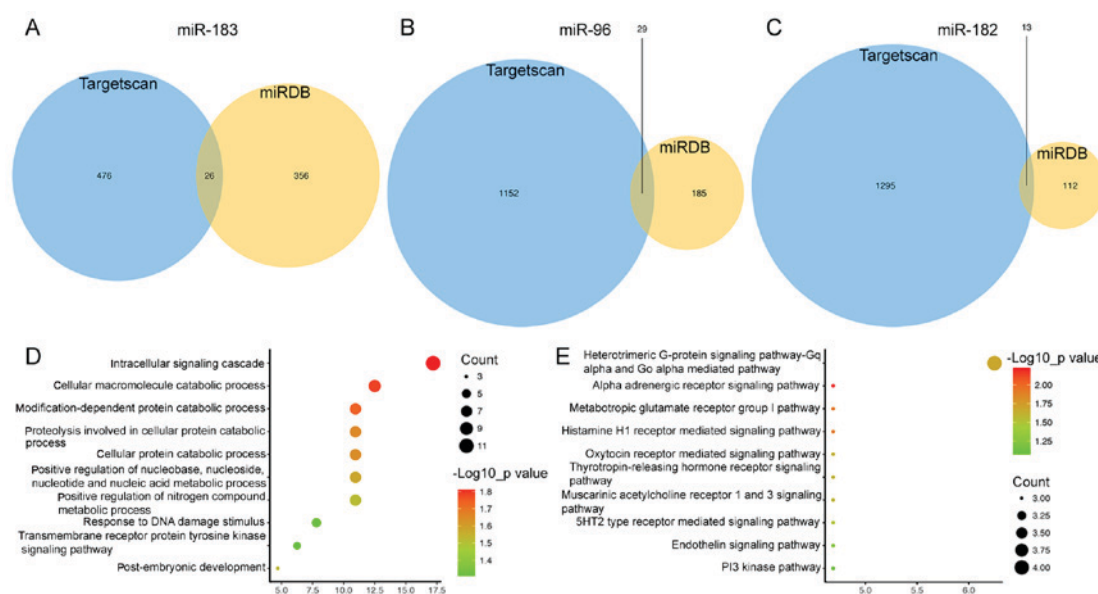 A
miR-183
Targetscan
miRDB
476
26
356
B
miR-96
29
Targetscan
miRDB
1152
185
C
miR-182
13
Targetscan
miRDB
1295
112
D
Intracellular signaling cascade
Cellular macromolecule catabolic process
Modification-dependent protein catabolic process
Proteolysis involved in cellular protein catabolic
process
Cellular protein catabolic process
Positive regulation of nucleobase, nucleoside,
nucleotide and nucleic acid metabolic process
Positive regulation of nitrogen compound
metabolic process
Response to DNA damage stimulus
Transmembrane receptor protein tyrosine kinase
signaling pathway
Post-embryonic development
5.0 7.5 10.0 12.5 15.0 17.5
Count
3
5
7
9
11
-Log10_p value
1.8
1.7
1.6
1.5
1.4
E
Heterotrimeric G-protein signaling pathway-Gq
alpha and Go alpha mediated pathway
Alpha adrenergic receptor signaling pathway
Metabotropic glutamate receptor group I pathway
Histamine H1 receptor mediated signaling pathway
Oxytocin receptor mediated signaling pathway
Thyrotropin-releasing hormone receptor signaling
pathway
Muscarinic acetylcholine receptor 1 and 3 signaling
pathway
5HT2 type receptor mediated signaling pathway
Endothelin signaling pathway
PI3 kinase pathway
5.0 5.5 6.0
-Log10_p value
2.00
1.75
1.50
1.25
Count
3.00
3.25
3.50
3.75
4.00